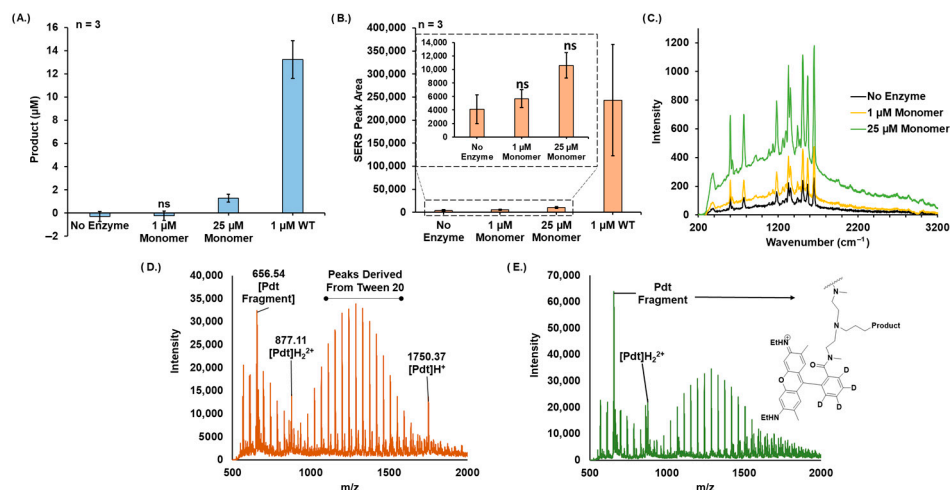 (A.)
n = 3
Product (µM)
16
14
12
10
8
6
4
2
0
−2
ns
No Enzyme
1 µM
Monomer
25 µM
Monomer
1 µM WT
(B.)
n = 3
SERS Peak Area
400,000
350,000
300,000
250,000
200,000
150,000
100,000
50,000
0
14,000
12,000
10,000
8000
6000
4000
2000
0
ns
ns
No
Enzyme
1 µM
Monomer
25 µM
Monomer
No
Enzyme
1 µM
Monomer
25 µM
Monomer
1 µM WT
(C.)
Intensity
1200
1000
800
600
400
200
0
200
1200
2200
3200
Wavenumber (cm⁻¹)
No Enzyme
1 µM Monomer
25 µM Monomer
(D.)
Intensity
40,000
35,000
30,000
25,000
20,000
15,000
10,000
5000
0
500
1000
1500
2000
m/z
656.54
[Pdt
Fragment]
877.11
[Pdt]H₂²⁺
Peaks Derived
From Tween 20
1750.37
[Pdt]H⁺
(E.)
Intensity
70,000
60,000
50,000
40,000
30,000
20,000
10,000
0
500
1000
1500
2000
m/z
Pdt
Fragment
[Pdt]H₂²⁺
N
N
Product
N
O
EtHN
O
EtHN
D
D
D
D